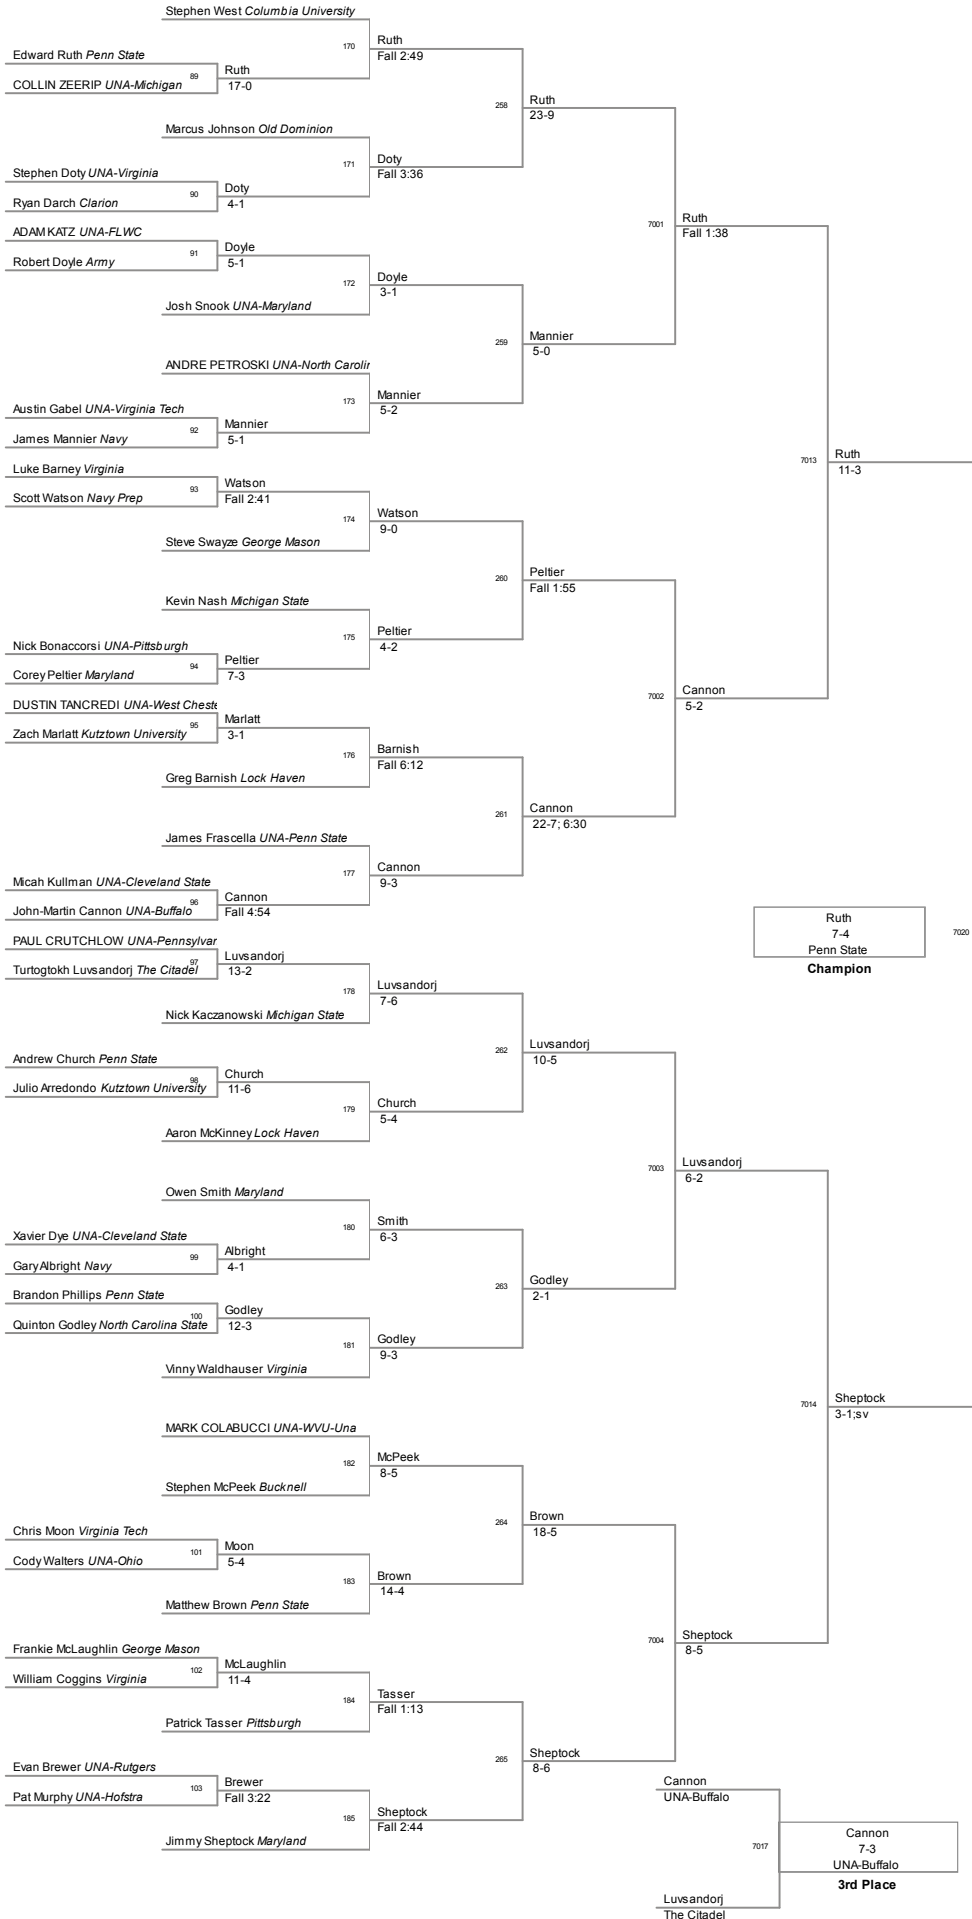 Stephen West Columbia University
170
Ruth
Fall 2:49
Edward Ruth Penn State
89
Ruth
17-0
COLLIN ZEERIP UNA-Michigan
258
Ruth
23-9
Marcus Johnson Old Dominion
171
Doty
Fall 3:36
Stephen Doty UNA-Virginia
90
Doty
4-1
Ryan Darch Clarion
7001
Ruth
Fall 1:38
ADAM KATZ UNA-FLWC
91
Doyle
5-1
Robert Doyle Army
172
Doyle
3-1
Josh Snook UNA-Maryland
259
Mannier
5-0
ANDRE PETROSKI UNA-North Carolir
173
Mannier
5-2
Austin Gabel UNA-Virginia Tech
92
Mannier
5-1
James Mannier Navy
7013
Ruth
11-3
Luke Barney Virginia
93
Watson
Fall 2:41
Scott Watson Navy Prep
174
Watson
9-0
Steve Swayze George Mason
260
Peltier
Fall 1:55
Kevin Nash Michigan State
175
Peltier
4-2
Nick Bonaccorsi UNA-Pittsburgh
94
Peltier
7-3
Corey Peltier Maryland
7002
Cannon
5-2
DUSTIN TANCREDI UNA-West Cheste
95
Marlatt
3-1
Zach Marlatt Kutztown University
176
Barnish
Fall 6:12
Greg Barnish Lock Haven
261
Cannon
22-7; 6:30
James Frascella UNA-Penn State
177
Cannon
9-3
Micah Kullman UNA-Cleveland State
96
Cannon
Fall 4:54
John-Martin Cannon UNA-Buffalo
Ruth
7-4
Penn State
Champion
7020
PAUL CRUTCHLOW UNA-Pennsylvar
97
Luvsandorj
13-2
Turtogtokh Luvsandorj The Citadel
178
Luvsandorj
7-6
Nick Kaczanowski Michigan State
262
Luvsandorj
10-5
Andrew Church Penn State
98
Church
11-6
Julio Arredondo Kutztown University
179
Church
5-4
Aaron McKinney Lock Haven
7003
Luvsandorj
6-2
Owen Smith Maryland
180
Smith
6-3
Xavier Dye UNA-Cleveland State
99
Albright
4-1
Gary Albright Navy
263
Godley
2-1
Brandon Phillips Penn State
100
Godley
12-3
Quinton Godley North Carolina State
181
Godley
9-3
Vinny Waldhauser Virginia
7014
Sheptock
3-1;sv
MARK COLABUCCI UNA-WVU-Una
182
McPeek
8-5
Stephen McPeek Bucknell
264
Brown
18-5
Chris Moon Virginia Tech
101
Moon
5-4
Cody Walters UNA-Ohio
183
Brown
14-4
Matthew Brown Penn State
7004
Sheptock
8-5
Frankie McLaughlin George Mason
102
McLaughlin
11-4
William Coggins Virginia
184
Tasser
Fall 1:13
Patrick Tasser Pittsburgh
265
Sheptock
8-6
Evan Brewer UNA-Rutgers
103
Brewer
Fall 3:22
Pat Murphy UNA-Hofstra
185
Sheptock
Fall 2:44
Jimmy Sheptock Maryland
Cannon
UNA-Buffalo
7017
Cannon
7-3
UNA-Buffalo
3rd Place
Luvsandorj
The Citadel